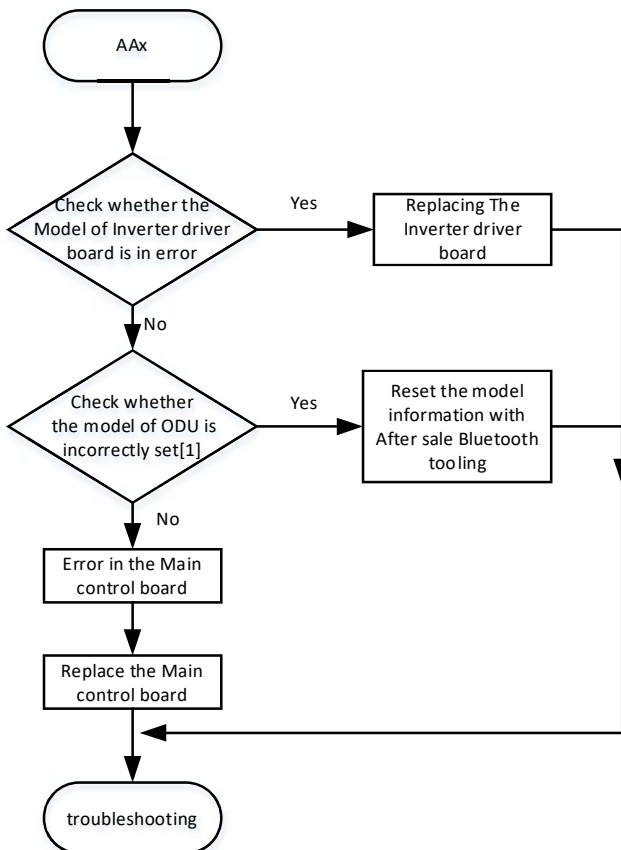 AAx
Check whether the
Model of Inverter driver
board is in error
Yes
Replacing The
Inverter driver
board
No
Check whether
the model of ODU is
incorrectly set[1]
Yes
Reset the model
information with
After sale Bluetooth
tooling
No
Error in the Main
control board
Replace the Main
control board
troubleshooting